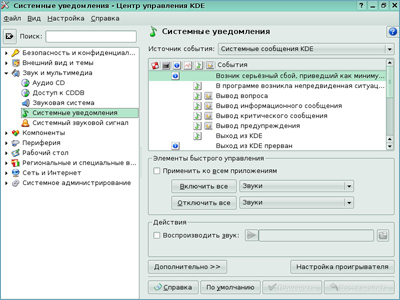 Системные уведомления - Центр управления KDE
Файл Вид Настройка Справка
Поиск:
Безопасность и конфиденциал...
Внешний вид и темы
Звук и мультимедиа
Аудио CD
Доступ к CDDB
Звуковая система
Системные уведомления
Системный звуковой сигнал
Компоненты
Периферия
Рабочий стол
Региональные и специальные в...
Сеть и Интернет
Системное администрирование
Системные уведомления
Источник события: Системные сообщения KDE
События
Возник серьёзный сбой, приведший как миниму...
В программе возникла непредвиденная ситуац...
Вывод вопроса
Вывод информационного сообщения
Вывод критического сообщения
Вывод предупреждения
Выход из KDE
Выход из KDE прерван
Элементы быстрого управления
Применить ко всем приложениям
Включить все Звуки
Отключить все Звуки
Действия
Воспроизводить звук:
Дополнительно >> Настройка проигрывателя
Справка По умолчанию